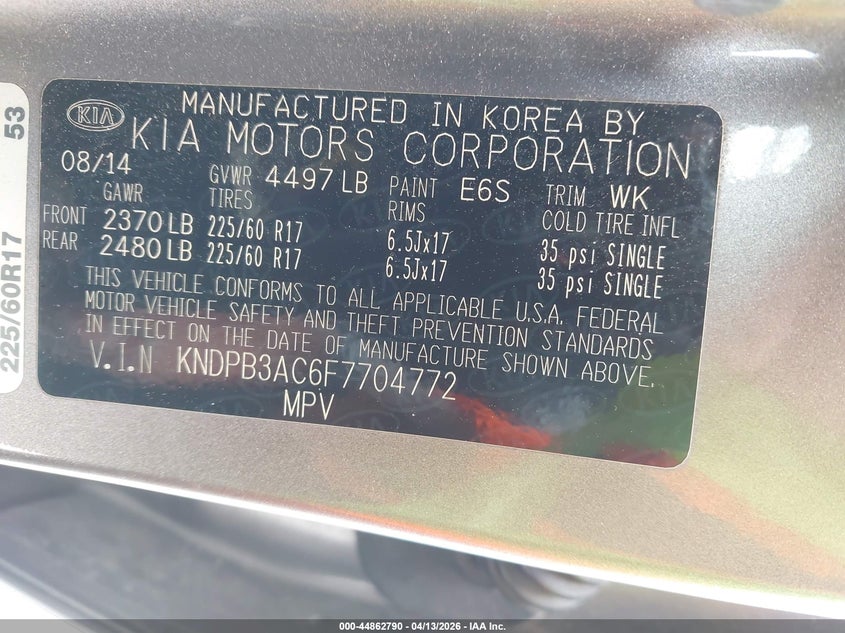 225/60R17 53
KIA
MANUFACTURED IN KOREA BY
KIA MOTORS CORPORATION
08/14 GVWR 4497 LB PAINT E6S TRIM WK
GAWR TIRES RIMS COLD TIRE INFL
FRONT 2370 LB 225/60 R17 6.5Jx17 35 psi SINGLE
REAR 2480 LB 225/60 R17 6.5Jx17 35 psi SINGLE
THIS VEHICLE CONFORMS TO ALL APPLICABLE U.S.A. FEDERAL
MOTOR VEHICLE SAFETY AND THEFT PREVENTION STANDARDS
IN EFFECT ON THE DATE OF MANUFACTURE SHOWN ABOVE.
V.I.N KNDPB3AC6F7704772
MPV
000-44862790 - 04/13/2026 - IAA Inc.